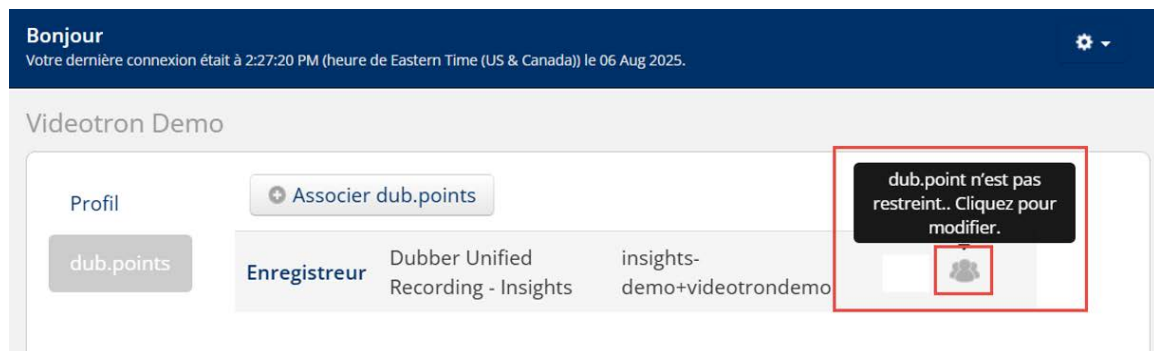 Bonjour
Votre dernière connexion était à 2:27:20 PM (heure de Eastern Time (US & Canada)) le 06 Aug 2025.
Videotron Demo
Profil
dub.points
Associer dub.points
dub.point n’est pas
restreint.. Cliquez pour
modifier.
Enregistreur
Dubber Unified
Recording - Insights
insights-
demo+videotrondemo